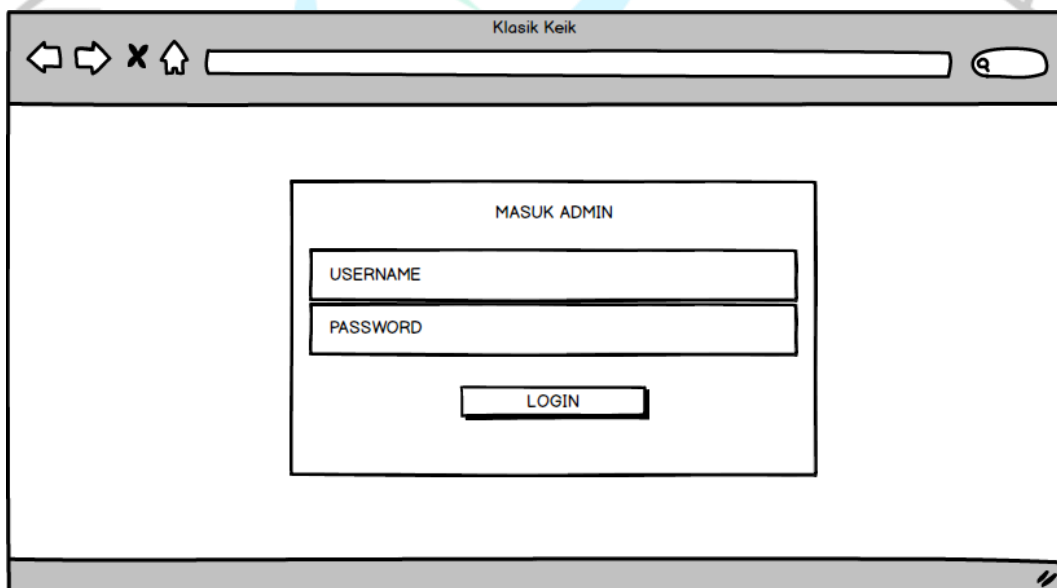 Klasik Keik
MASUK ADMIN
USERNAME
PASSWORD
LOGIN